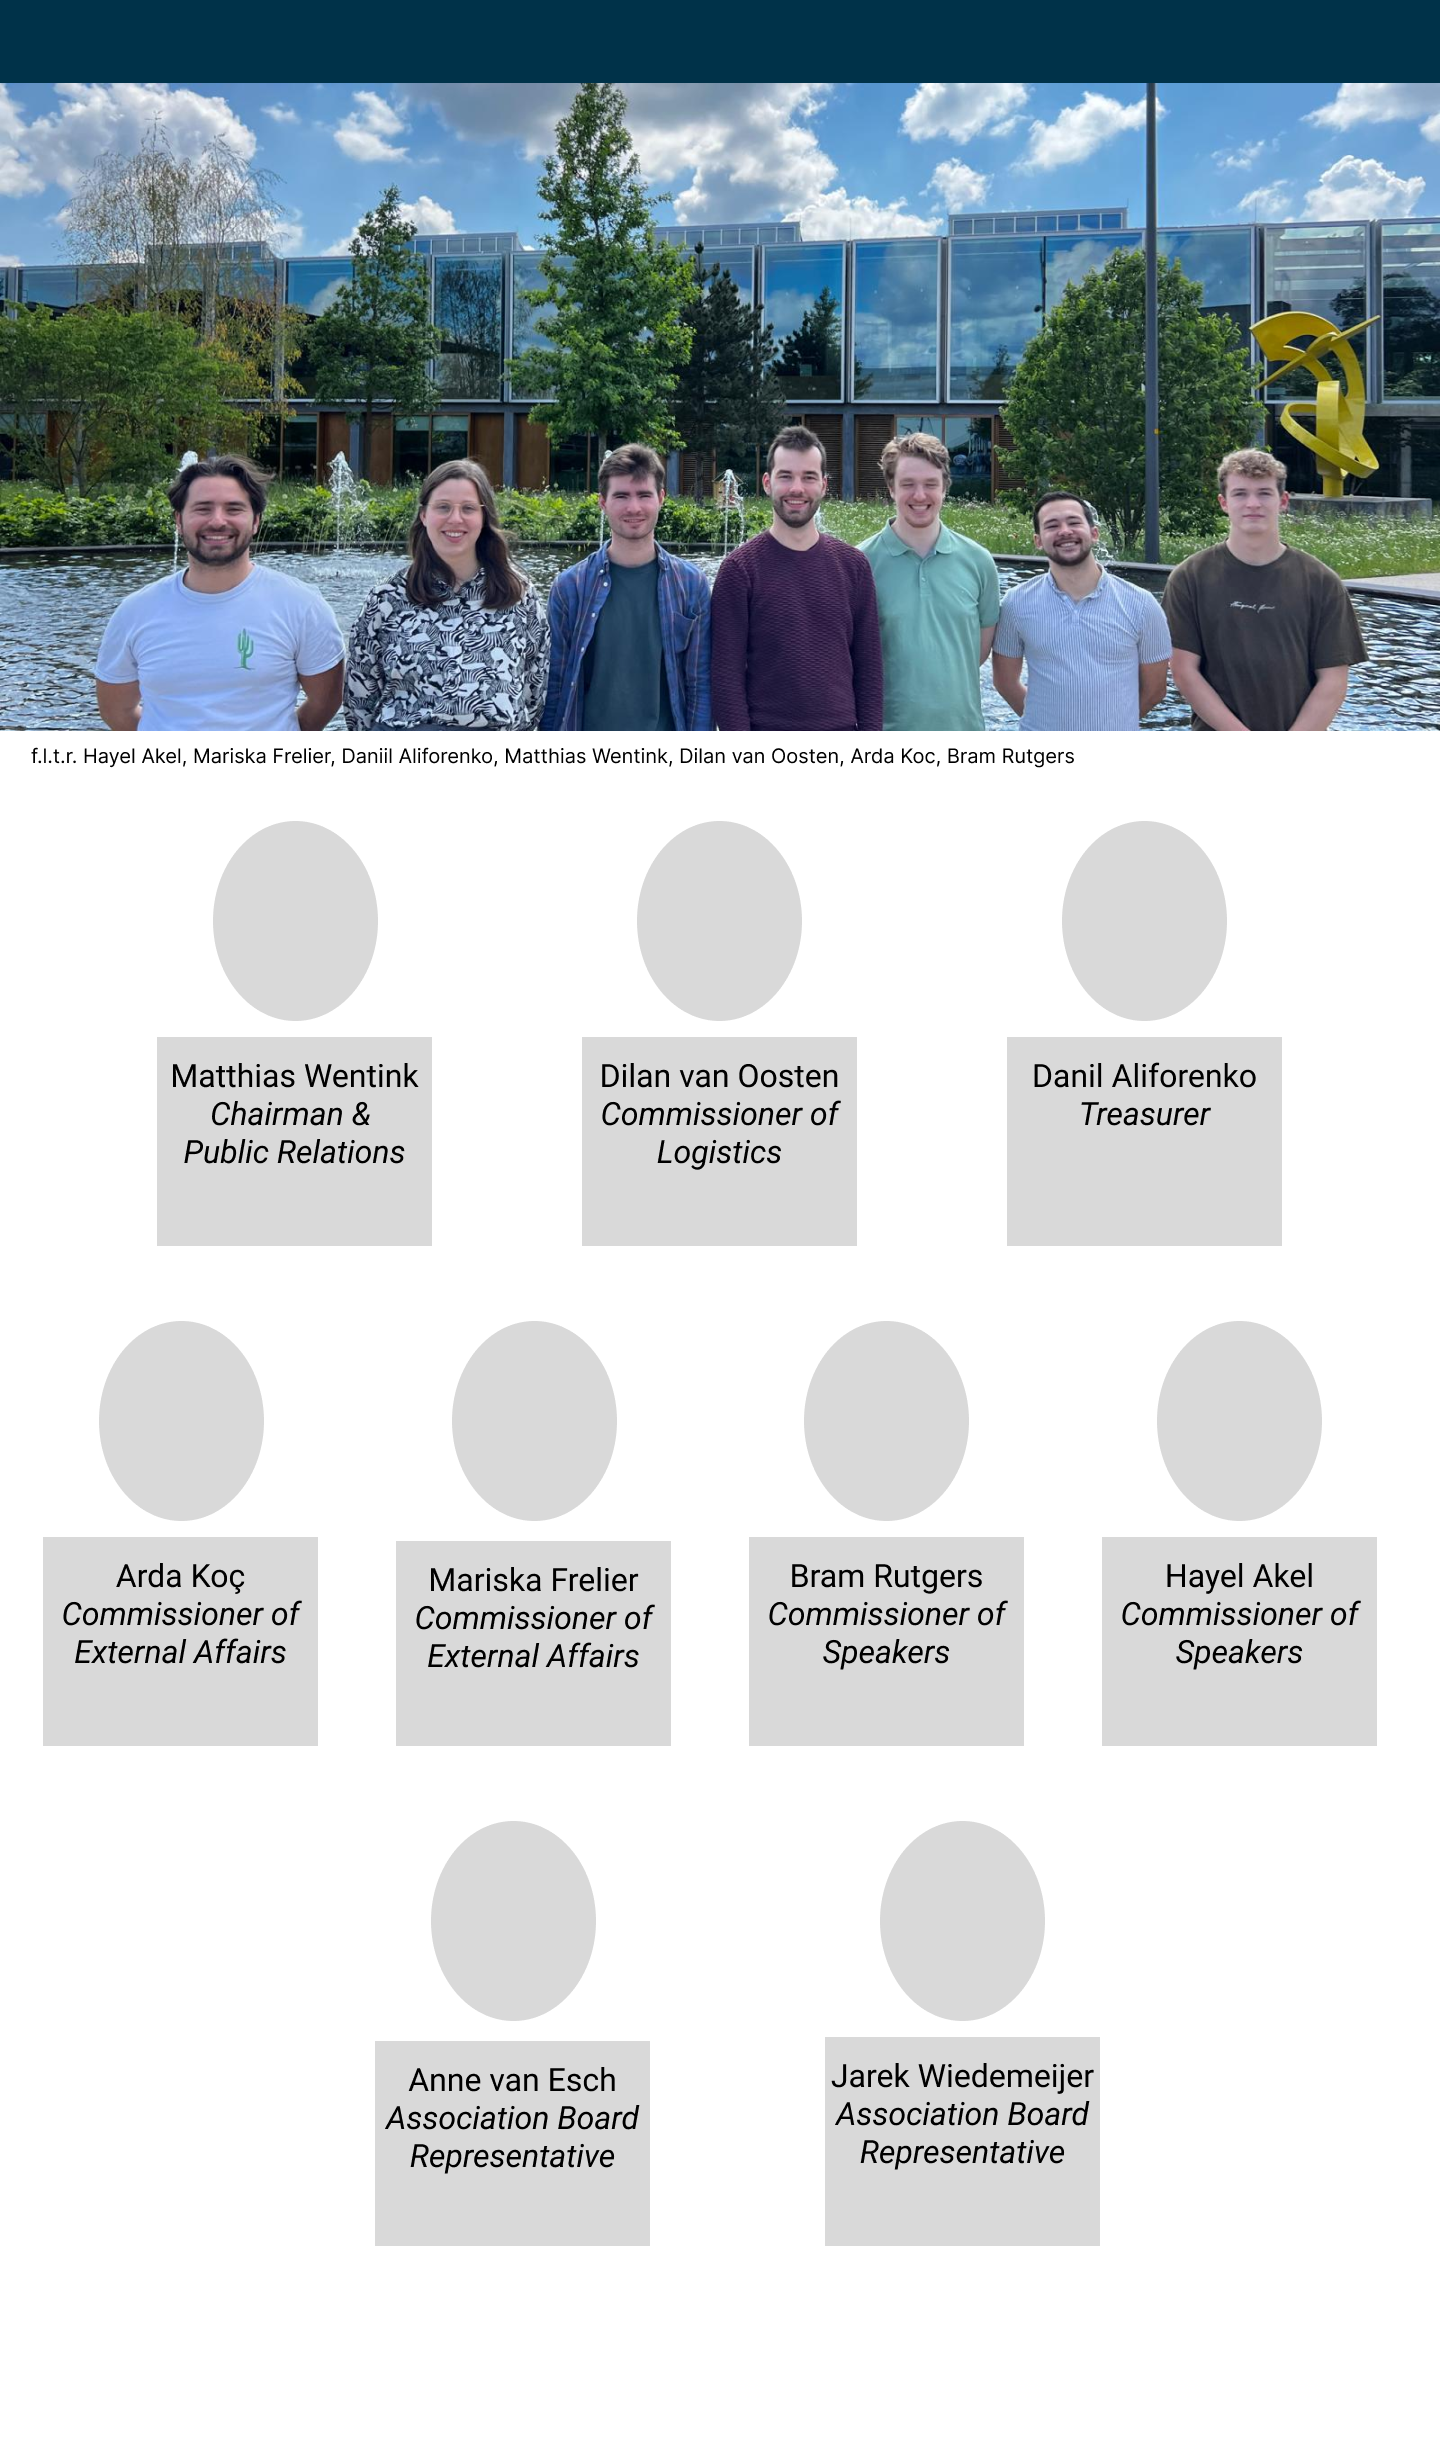 f.l.t.r. Hayel Akel, Mariska Frelier, Daniil Aliforenko, Matthias Wentink, Dilan van Oosten, Arda Koc, Bram Rutgers
Matthias Wentink
Chairman &
Public Relations
Dilan van Oosten
Commissioner of
Logistics
Danil Aliforenko
Treasurer
Arda Koç
Commissioner of
External Affairs
Mariska Frelier
Commissioner of
External Affairs
Bram Rutgers
Commissioner of
Speakers
Hayel Akel
Commissioner of
Speakers
Anne van Esch
Association Board
Representative
Jarek Wiedemeijer
Association Board
Representative